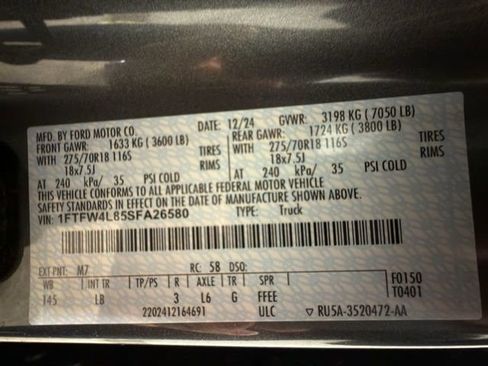 MFD. BY FORD MOTOR CO. DATE: 12/24 GVWR: 3198 KG ( 7050 LB)
FRONT GAWR: 1633 KG ( 3600 LB) REAR GAWR: 1724 KG ( 3800 LB)
WITH 275/70R18 116S TIRES WITH 275/70R18 116S TIRES
18x7.5J RIMS 18x7.5J RIMS
AT 240 kPa/ 35 PSI COLD AT 240 kPa/ 35 PSI COLD
THIS VEHICLE CONFORMS TO ALL APPLICABLE FEDERAL MOTOR VEHICLE
SAFETY STANDARDS IN EFFECT ON THE DATE OF MANUFACTURE SHOWN ABOVE.
VIN: 1FTFW4L85SFA26580 TYPE: Truck
EXT PNT: M7 RC: 58 DSO:
WB INT TR TP/PS R AXLE TR SPR F0150
145 LB 3 L6 G FFEE T0401
2202412164691 ULC ▽ RU5A-3520472-AA